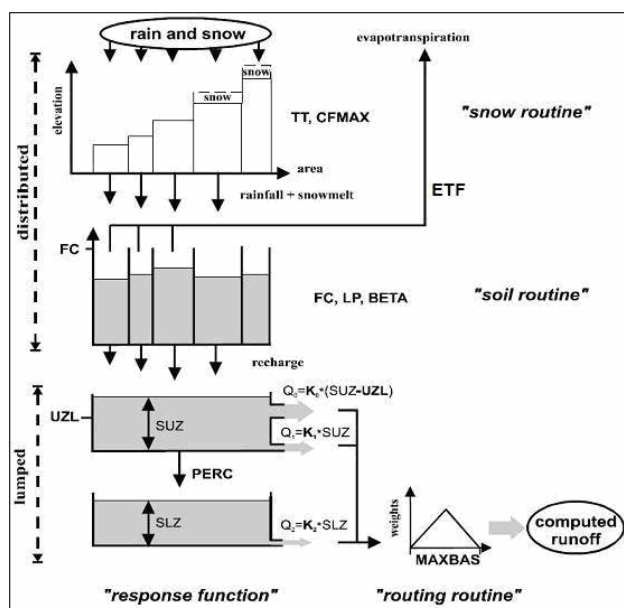 rain and snow
evapotranspiration
snow
snow
elevation
TT, CFMAX
"snow routine"
area
rainfall + snowmelt
ETF
distributed
FC
FC, LP, BETA
"soil routine"
recharge
Q₀=K₀*(SUZ-UZL)
UZL
SUZ
Q₁=K₁*SUZ
PERC
lumped
SLZ
Q₂=K₂*SLZ
weights
MAXBAS
computed
runoff
"response function"
"routing routine"